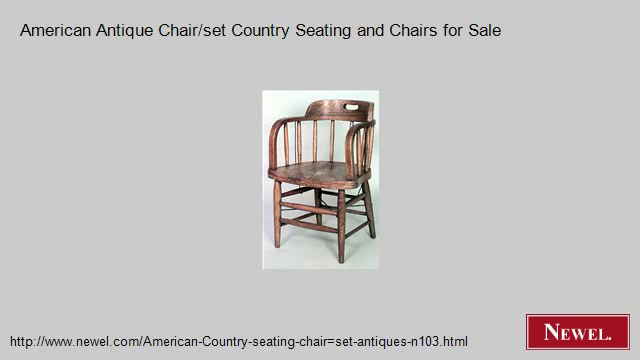 American Antique Chair/set Country Seating and Chairs for Sale
NEWEL.
http://www.newel.com/American-Country-seating-chair=set-antiques-n103.html